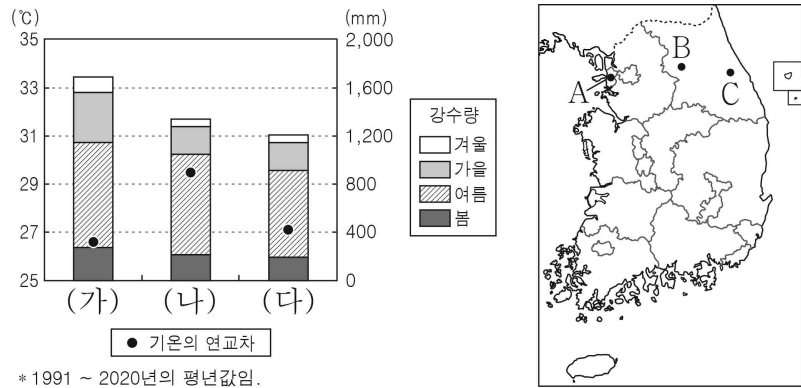 (℃) (mm)
35 2,000
33 1,600
31 1,200
29 800
27 400
25 0
(가) (나) (다)
강수량
겨울
가을
여름
봄
● 기온의 연교차
* 1991 ~ 2020년의 평년값임.
A
B
C